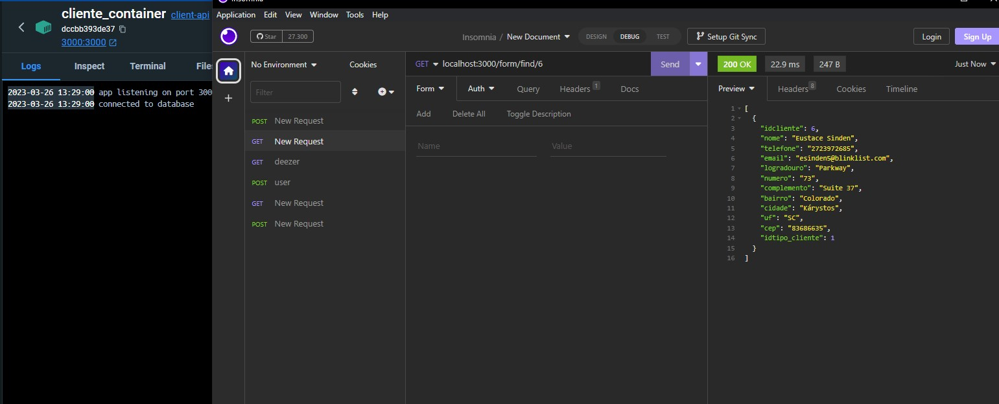 cliente_container client-api
dccbb393de37
3000:3000
Logs Inspect Terminal Files
2023-03-26 13:29:00 app listening on port 300
2023-03-26 13:29:00 connected to database
Insomnia
Application Edit View Window Tools Help
Star 27.300
Insomnia / New Document
DESIGN DEBUG TEST
Setup Git Sync
Login Sign Up
No Environment Cookies
Filter
POST New Request
GET New Request
GET deezer
POST user
GET New Request
POST New Request
GET localhost:3000/form/find/6 Send
Form Auth Query Headers 1 Docs
Add Delete All Toggle Description
Name Value
200 OK 22.9 ms 247 B Just Now
Preview Headers 8 Cookies Timeline
1 [
2 {
3 "idcliente": 6,
4 "nome": "Eustace Sinden",
5 "telefone": "2723972685",
6 "email": "esinden5@blinklist.com",
7 "logradouro": "Parkway",
8 "numero": "73",
9 "complemento": "Suite 37",
10 "bairro": "Colorado",
11 "cidade": "Kárystos",
12 "uf": "SC",
13 "cep": "83686635",
14 "idtipo_cliente": 1
15 }
16 ]